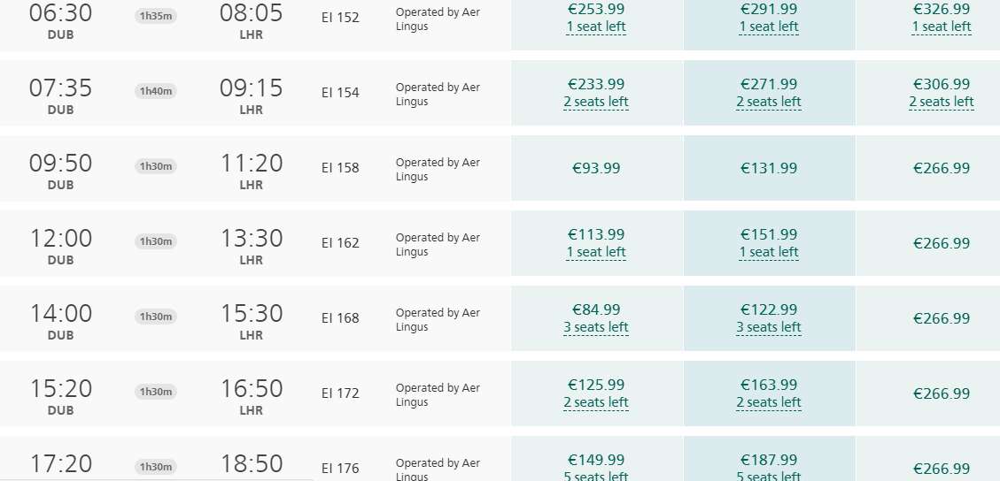 06:30 1h35m 08:05 EI 152 Operated by Aer Lingus €253.99 €291.99 €326.99
DUB LHR 1 seat left 1 seat left 1 seat left
07:35 1h40m 09:15 EI 154 Operated by Aer Lingus €233.99 €271.99 €306.99
DUB LHR 2 seats left 2 seats left 2 seats left
09:50 1h30m 11:20 EI 158 Operated by Aer Lingus €93.99 €131.99 €266.99
DUB LHR
12:00 1h30m 13:30 EI 162 Operated by Aer Lingus €113.99 €151.99 €266.99
DUB LHR 1 seat left 1 seat left
14:00 1h30m 15:30 EI 168 Operated by Aer Lingus €84.99 €122.99 €266.99
DUB LHR 3 seats left 3 seats left
15:20 1h30m 16:50 EI 172 Operated by Aer Lingus €125.99 €163.99 €266.99
DUB LHR 2 seats left 2 seats left
17:20 1h30m 18:50 EI 176 Operated by Aer Lingus €149.99 €187.99 €266.99
5 seats left 5 seats left